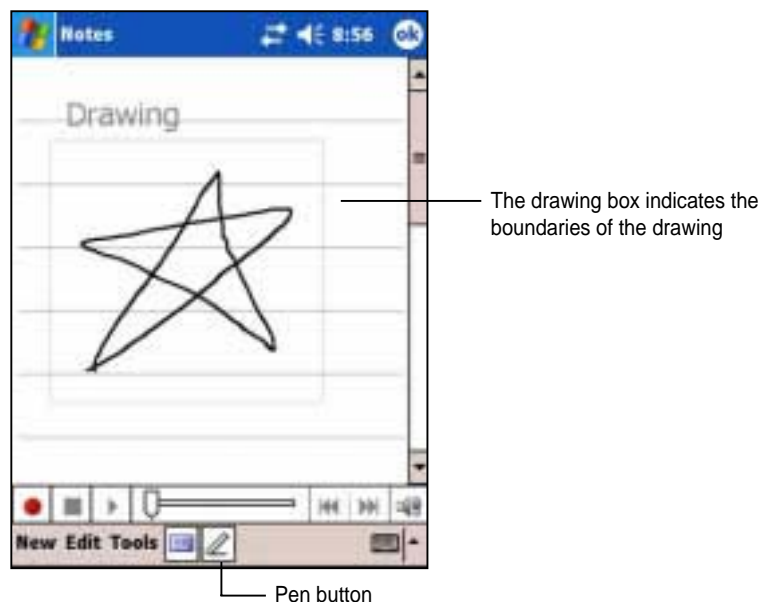 Notes 8:56 ok
Drawing
The drawing box indicates the
boundaries of the drawing
New Edit Tools
Pen button